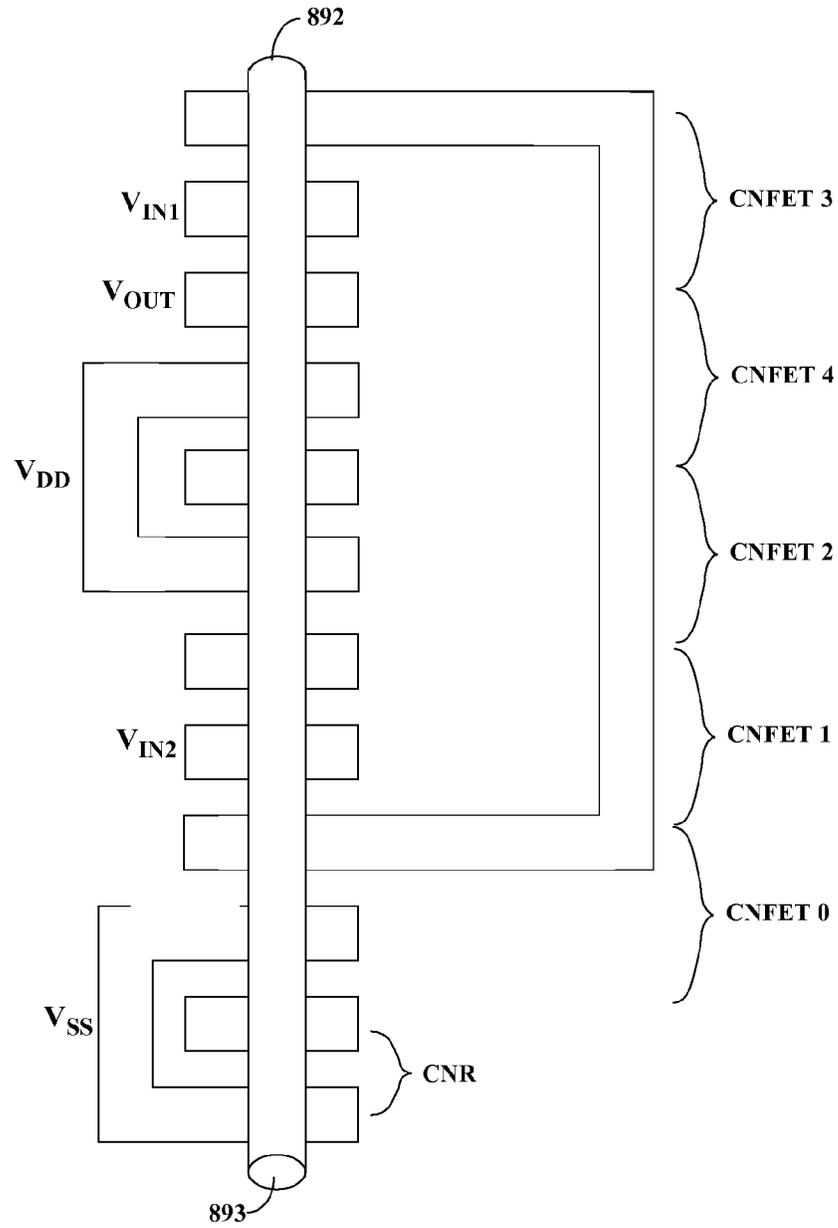 892
V_IN1
CNFET 3
V_OUT
CNFET 4
V_DD
CNFET 2
V_IN2
CNFET 1
CNFET 0
V_SS
CNR
893